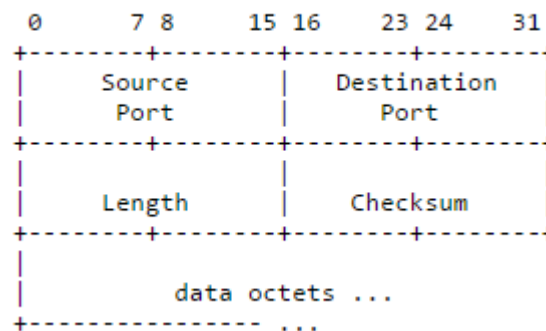 0 7 8 15 16 23 24 31
+--------+--------+--------+--------
| Source | Destination
| Port | Port
+--------+--------+--------+--------
| |
| Length | Checksum
+--------+--------+--------+--------
|
| data octets ...
+---------------- ...